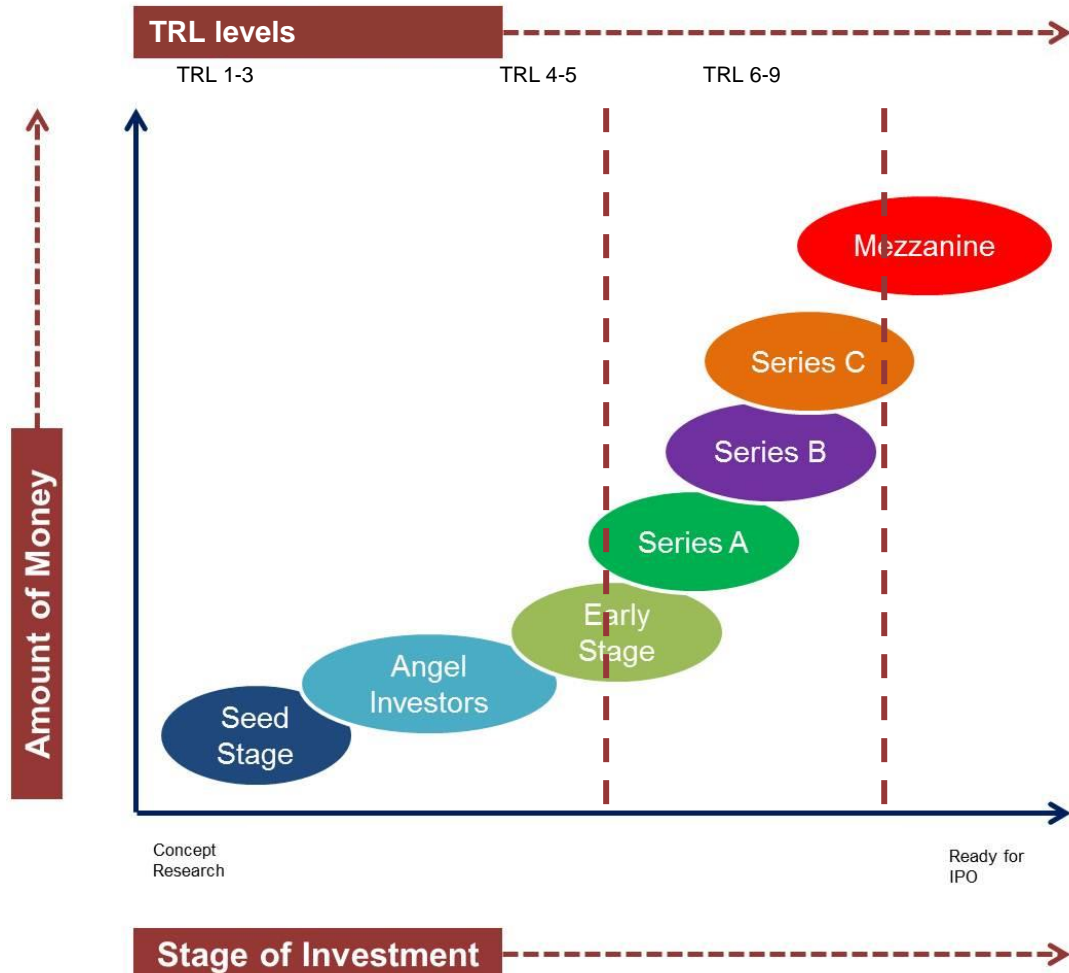 TRL levels
TRL 1-3
TRL 4-5
TRL 6-9
Amount of Money
Mezzanine
Series C
Series B
Series A
Early
Stage
Angel
Investors
Seed
Stage
Concept
Research
Ready for
IPO
Stage of Investment